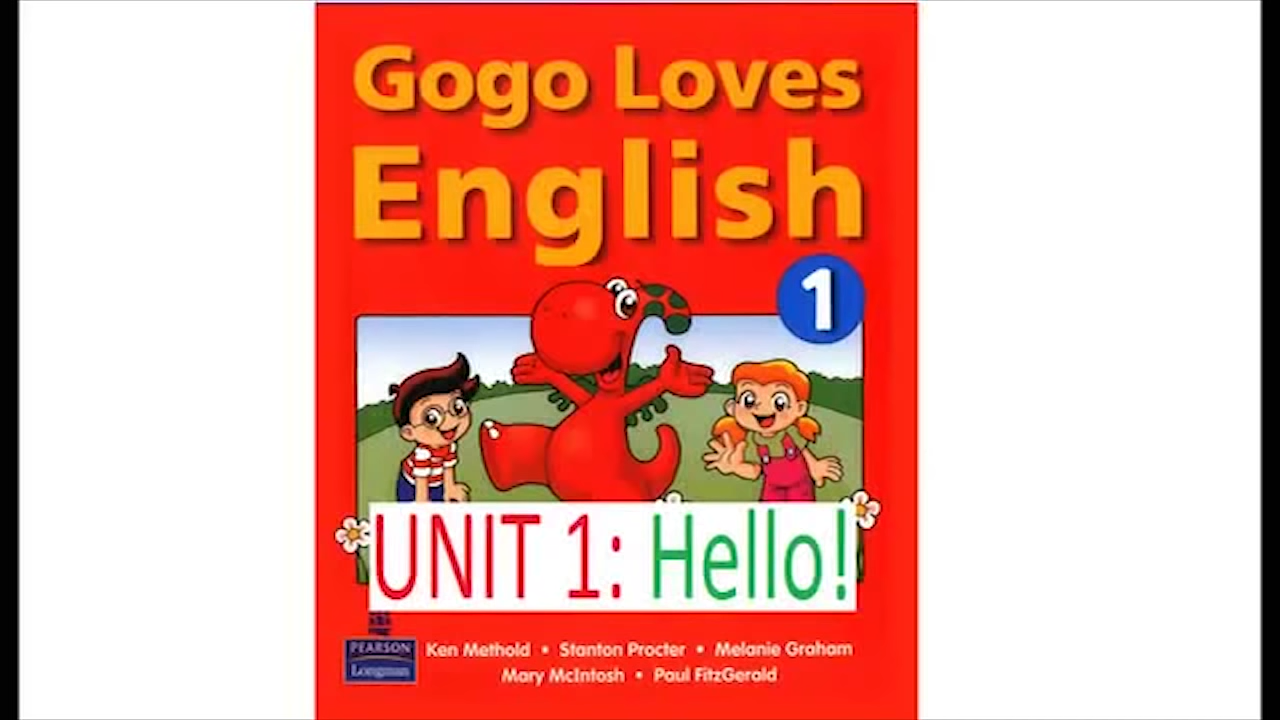 Gogo Loves
English
1
UNIT 1: Hello!
PEARSON
Longman
Ken Methold • Stanton Procter • Melanie Graham
Mary McIntosh • Paul FitzGerald